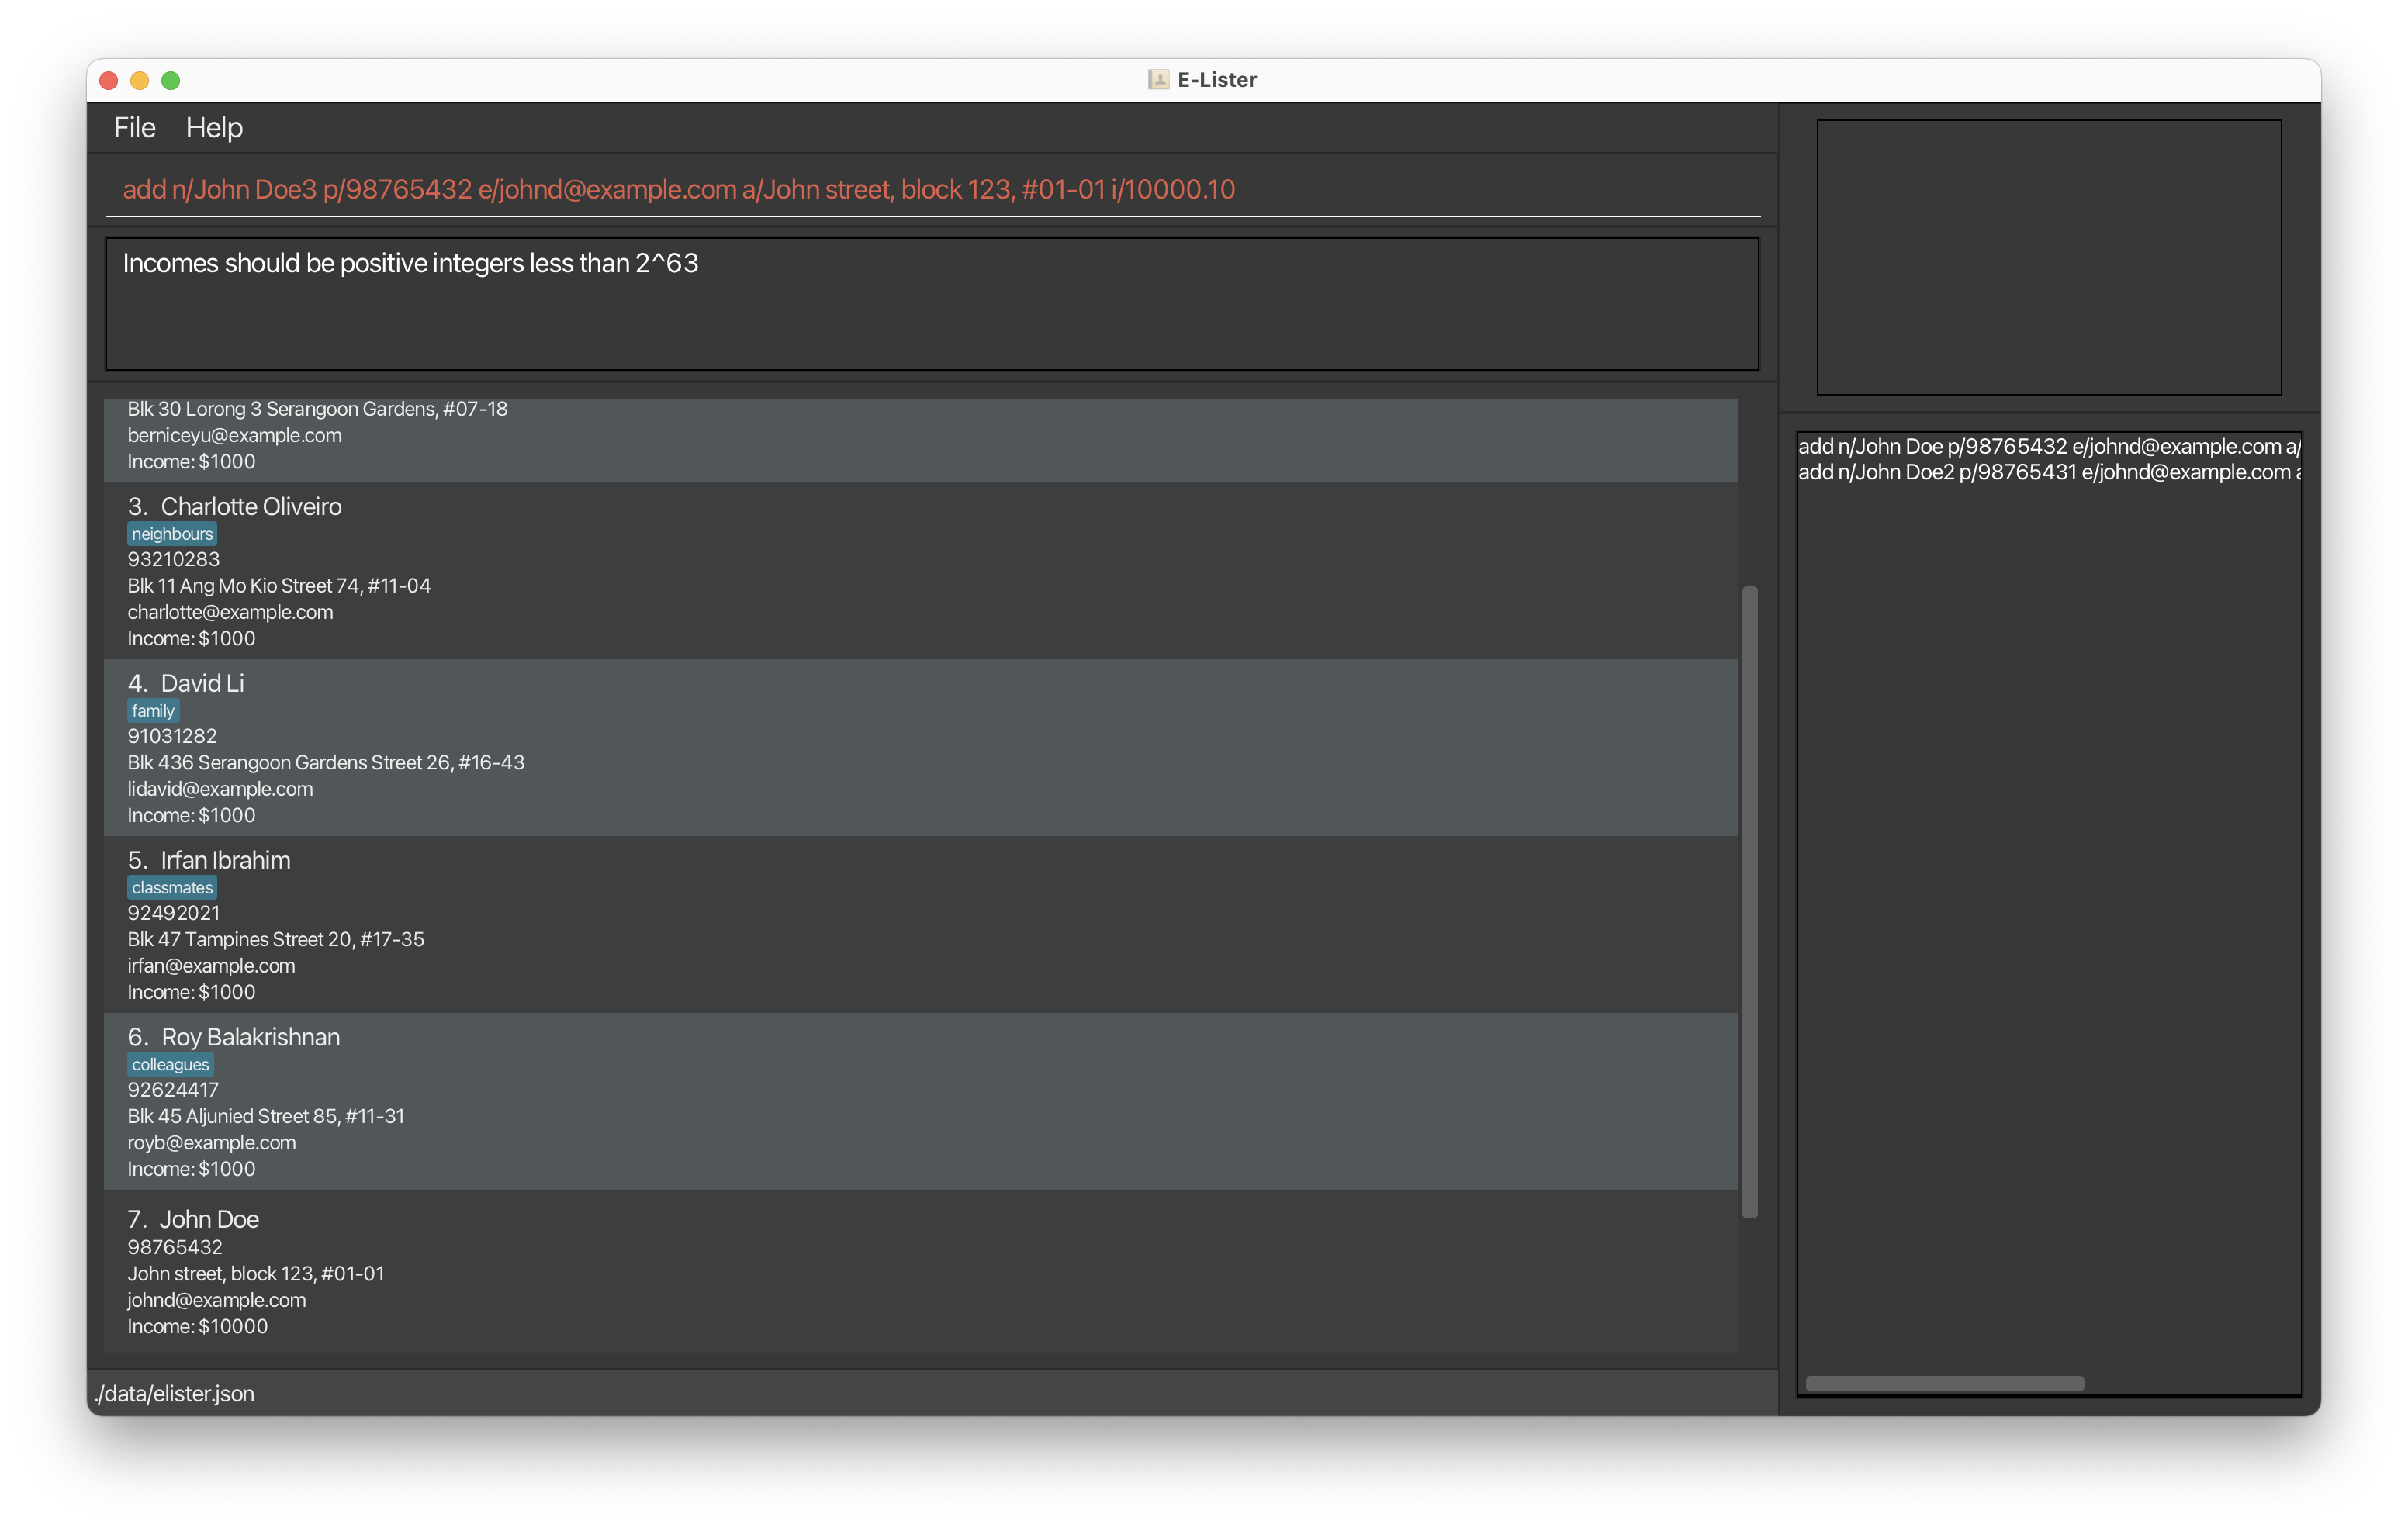 E-Lister
File Help
add n/John Doe3 p/98765432 e/johnd@example.com a/John street, block 123, #01-01 i/10000.10
Incomes should be positive integers less than 2^63
Blk 30 Lorong 3 Serangoon Gardens, #07-18
berniceyu@example.com
Income: $1000
3. Charlotte Oliveiro
neighbours
93210283
Blk 11 Ang Mo Kio Street 74, #11-04
charlotte@example.com
Income: $1000
4. David Li
family
91031282
Blk 436 Serangoon Gardens Street 26, #16-43
lidavid@example.com
Income: $1000
5. Irfan Ibrahim
classmates
92492021
Blk 47 Tampines Street 20, #17-35
irfan@example.com
Income: $1000
6. Roy Balakrishnan
colleagues
92624417
Blk 45 Aljunied Street 85, #11-31
royb@example.com
Income: $1000
7. John Doe
98765432
John street, block 123, #01-01
johnd@example.com
Income: $10000
./data/elister.json
add n/John Doe p/98765432 e/johnd@example.com a/
add n/John Doe2 p/98765431 e/johnd@example.com a